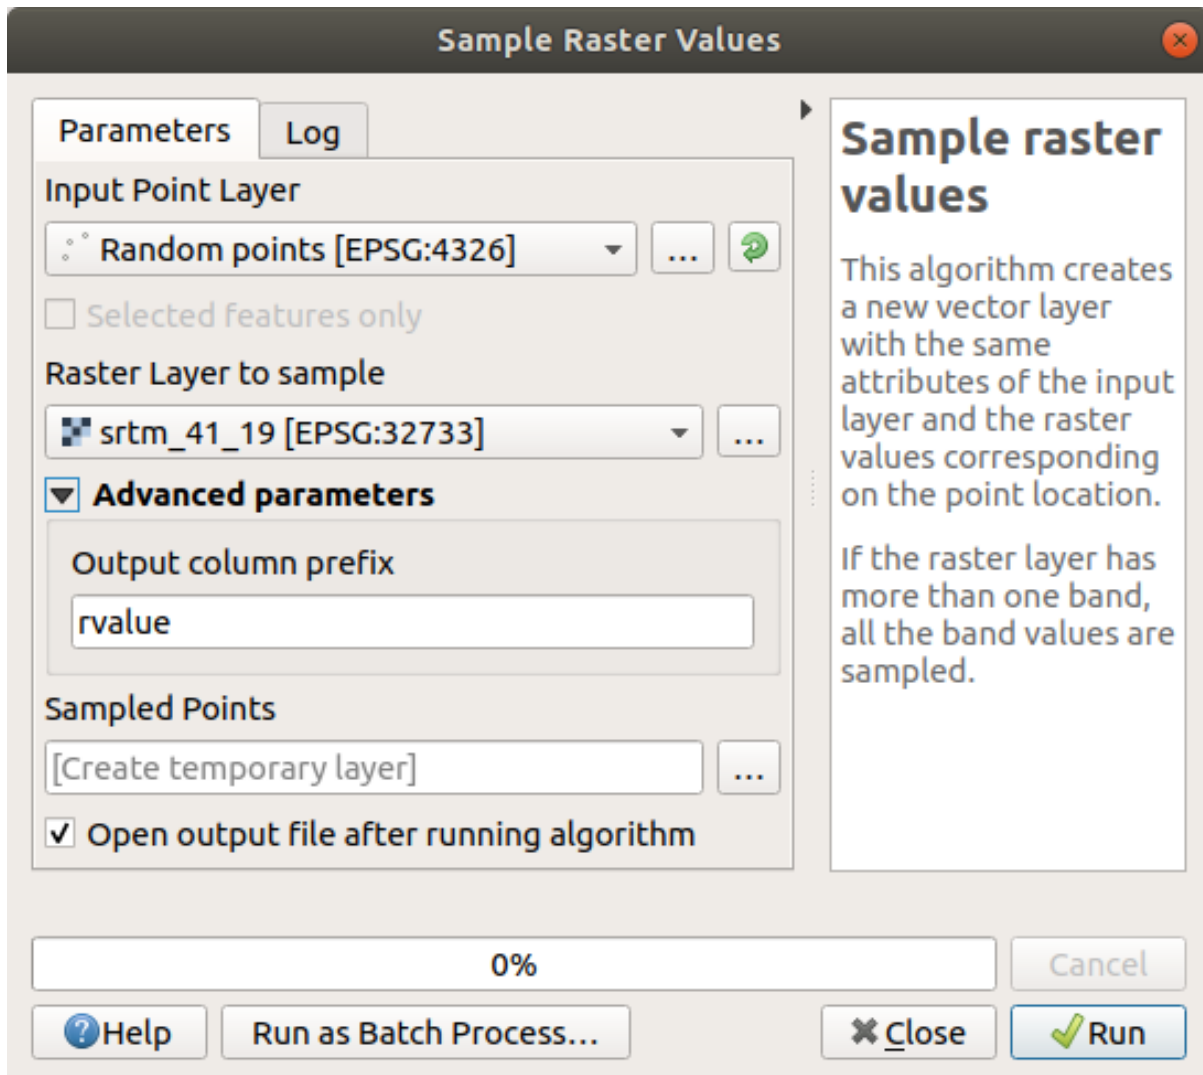 Sample Raster Values
Parameters
Log
Input Point Layer
Random points [EPSG:4326]
...
Selected features only
Raster Layer to sample
srtm_41_19 [EPSG:32733]
...
Advanced parameters
Output column prefix
rvalue
Sampled Points
[Create temporary layer]
...
Open output file after running algorithm
Sample raster
values
This algorithm creates
a new vector layer
with the same
attributes of the input
layer and the raster
values corresponding
on the point location.
If the raster layer has
more than one band,
all the band values are
sampled.
0%
Cancel
Help
Run as Batch Process...
Close
Run